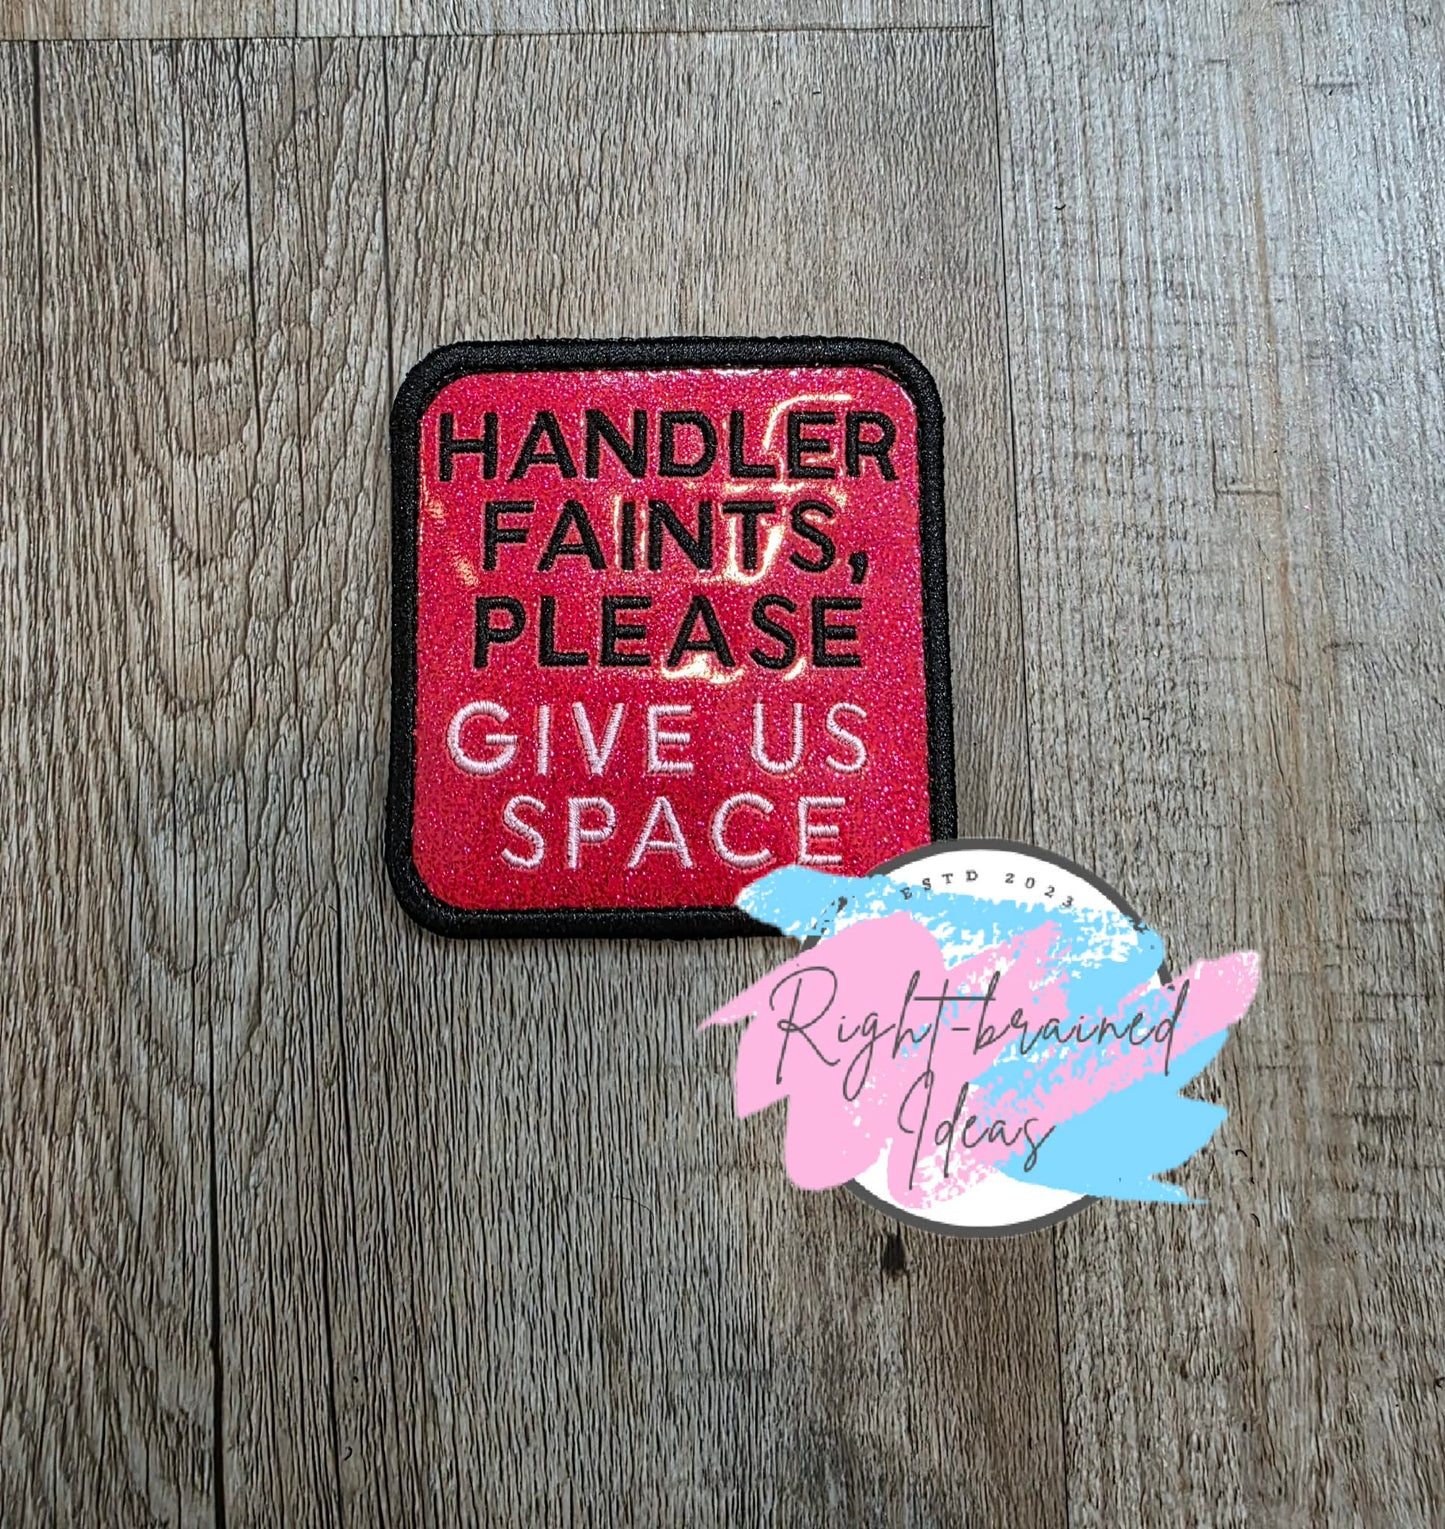 HANDLER
FAINTS,
PLEASE
GIVE US
SPACE
ESTD 2023
Right-brained
Ideas